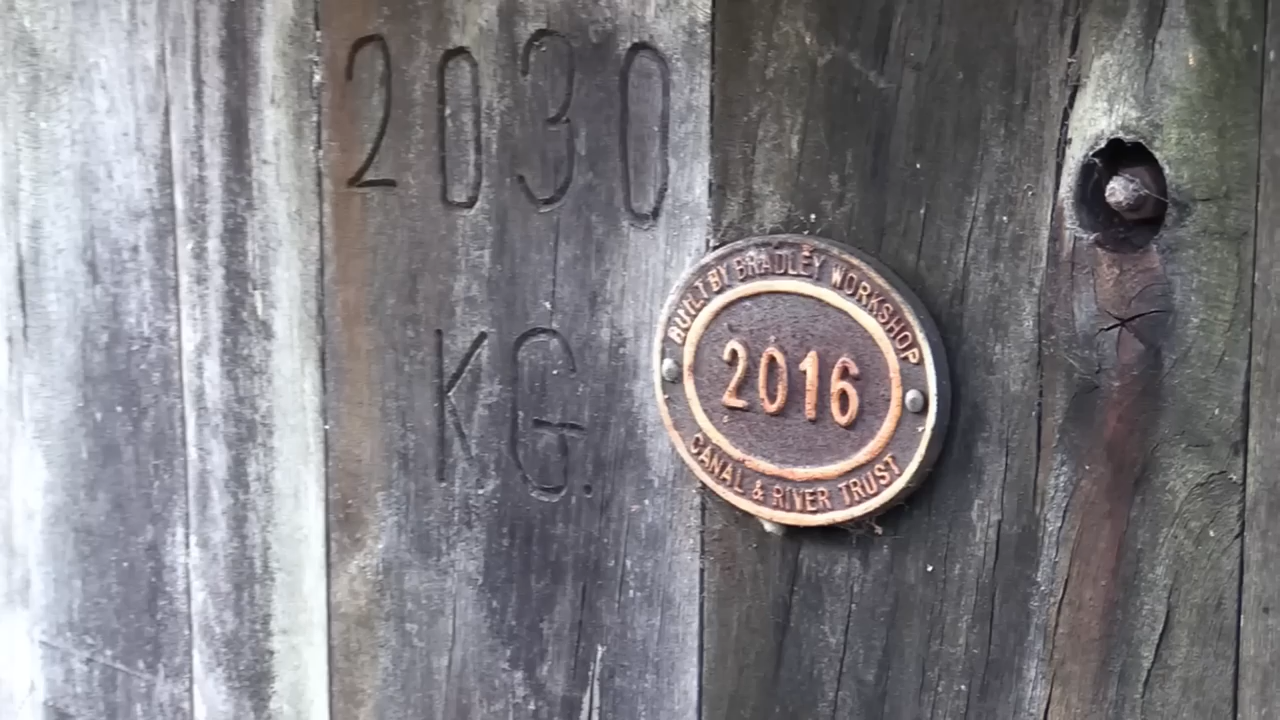 2030
KG.
BUILT BY BRADLEY WORKSHOP
2016
CANAL & RIVER TRUST